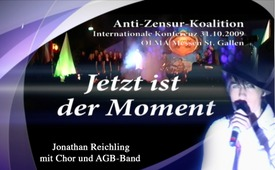 Anti-Zensur-Koalition
Internationale Konferenz 31.10.2009
OLMA Messen St. Gallen
Jetzt ist
der Moment
Jonathan Reichling
mit Chor und AGB-Band